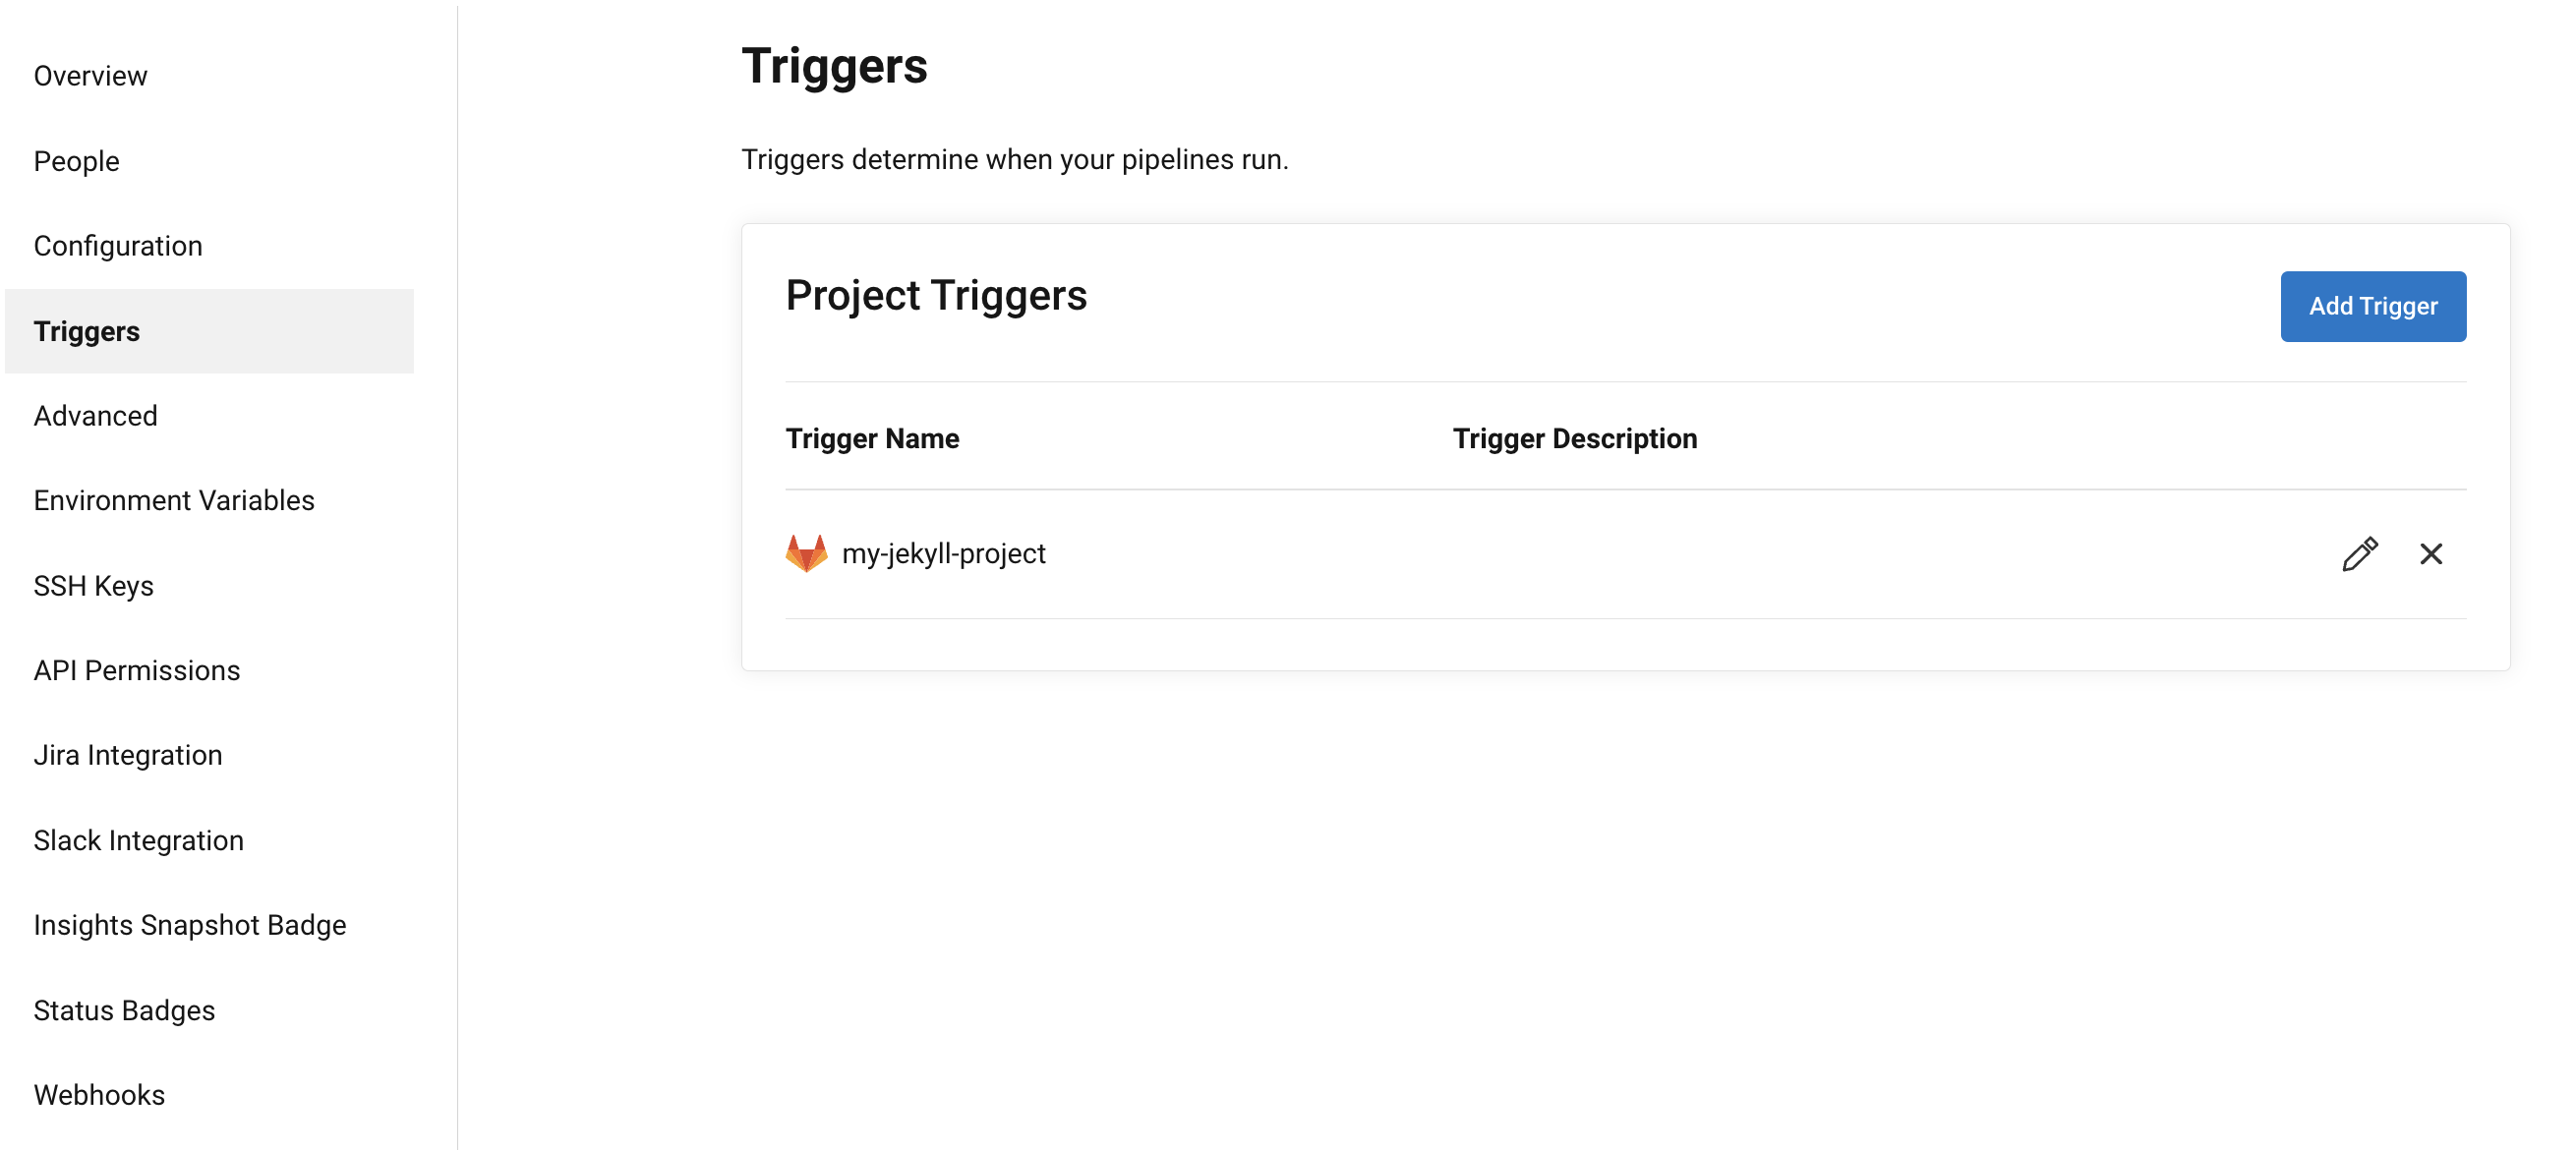 Overview
People
Configuration
Triggers
Advanced
Environment Variables
SSH Keys
API Permissions
Jira Integration
Slack Integration
Insights Snapshot Badge
Status Badges
Webhooks
Triggers
Triggers determine when your pipelines run.
Project Triggers
Add Trigger
Trigger Name Trigger Description
my-jekyll-project